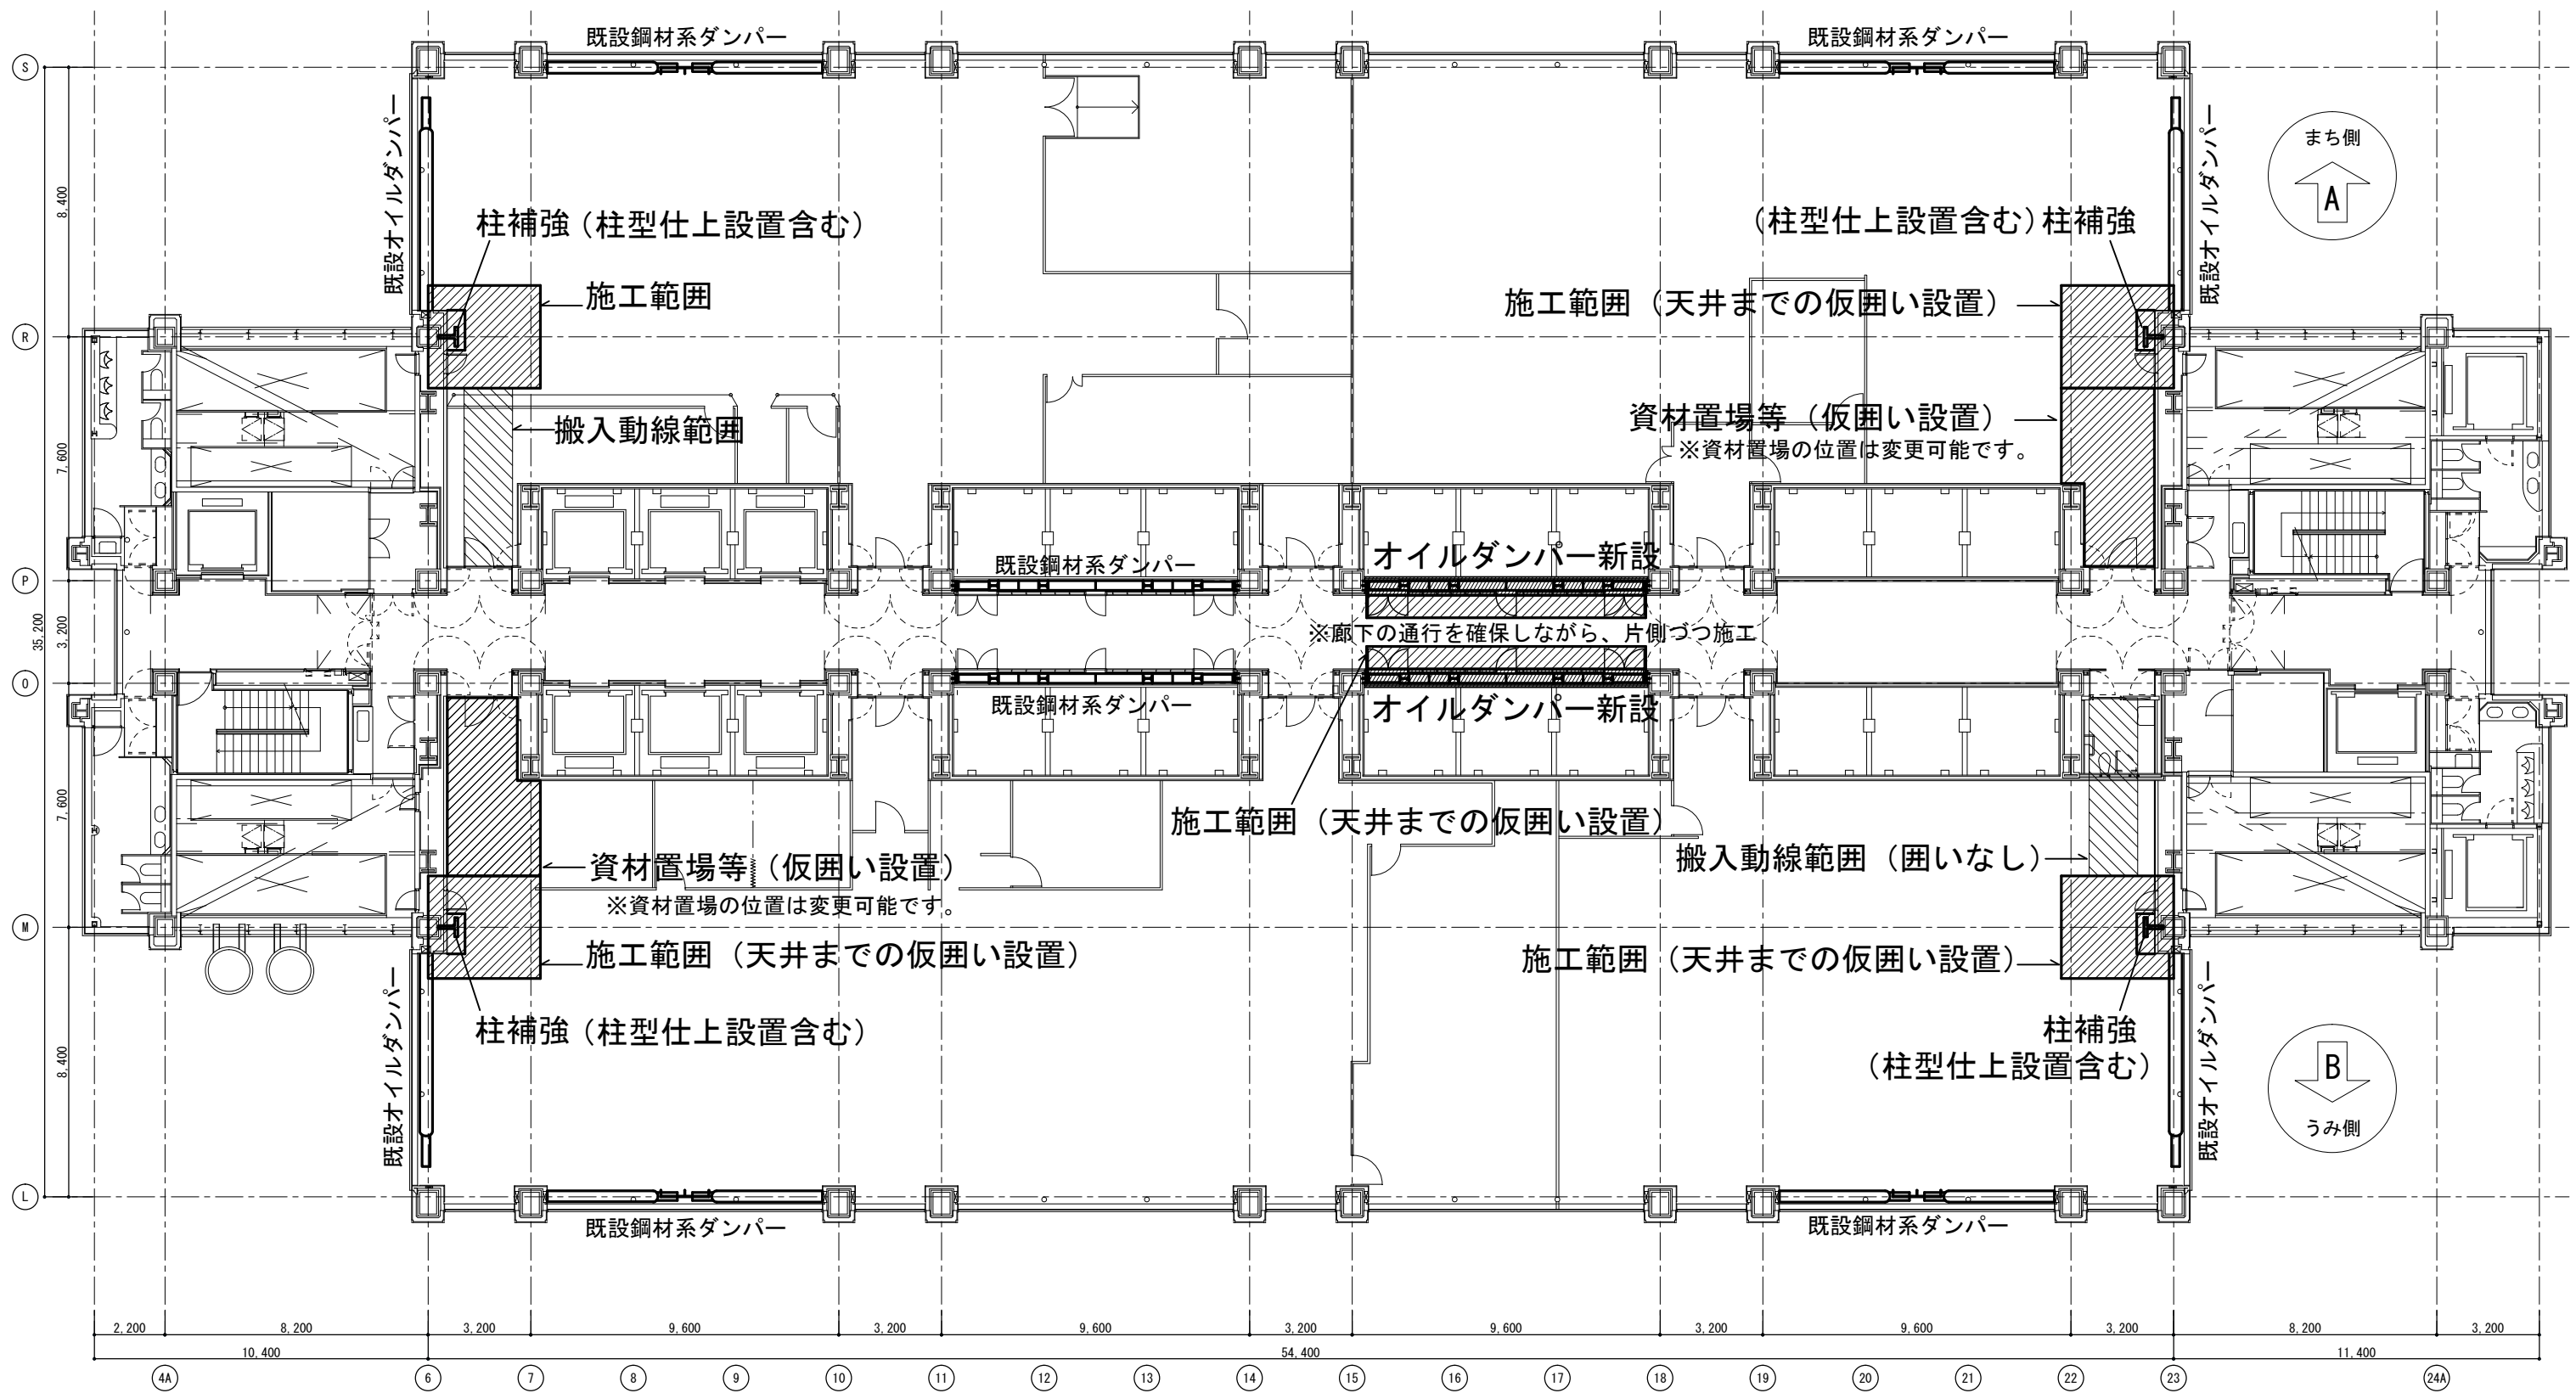 既設鋼材系ダンパー
既設鋼材系ダンパー
S
既設オイルダンパー
既設オイルダンパー
まち側
A
8,400
柱補強（柱型仕上設置含む）
（柱型仕上設置含む）柱補強
施工範囲
施工範囲（天井までの仮囲い設置）
R
搬入動線範囲
資材置場等（仮囲い設置）
※資材置場の位置は変更可能です。
7,600
既設鋼材系ダンパー
オイルダンパー新設
P
35,200
3,200
※廊下の通行を確保しながら、片側づつ施工
O
既設鋼材系ダンパー
オイルダンパー新設
7,600
施工範囲（天井までの仮囲い設置）
資材置場等（仮囲い設置）
搬入動線範囲（囲いなし）
※資材置場の位置は変更可能です。
M
施工範囲（天井までの仮囲い設置）
施工範囲（天井までの仮囲い設置）
既設オイルダンパー
既設オイルダンパー
柱補強（柱型仕上設置含む）
柱補強
（柱型仕上設置含む）
8,400
B
うみ側
L
既設鋼材系ダンパー
既設鋼材系ダンパー
2,200
8,200
3,200
9,600
3,200
9,600
3,200
9,600
3,200
9,600
3,200
8,200
3,200
10,400
54,400
11,400
4A
6
7
8
9
10
11
12
13
14
15
16
17
18
19
20
21
22
23
24A